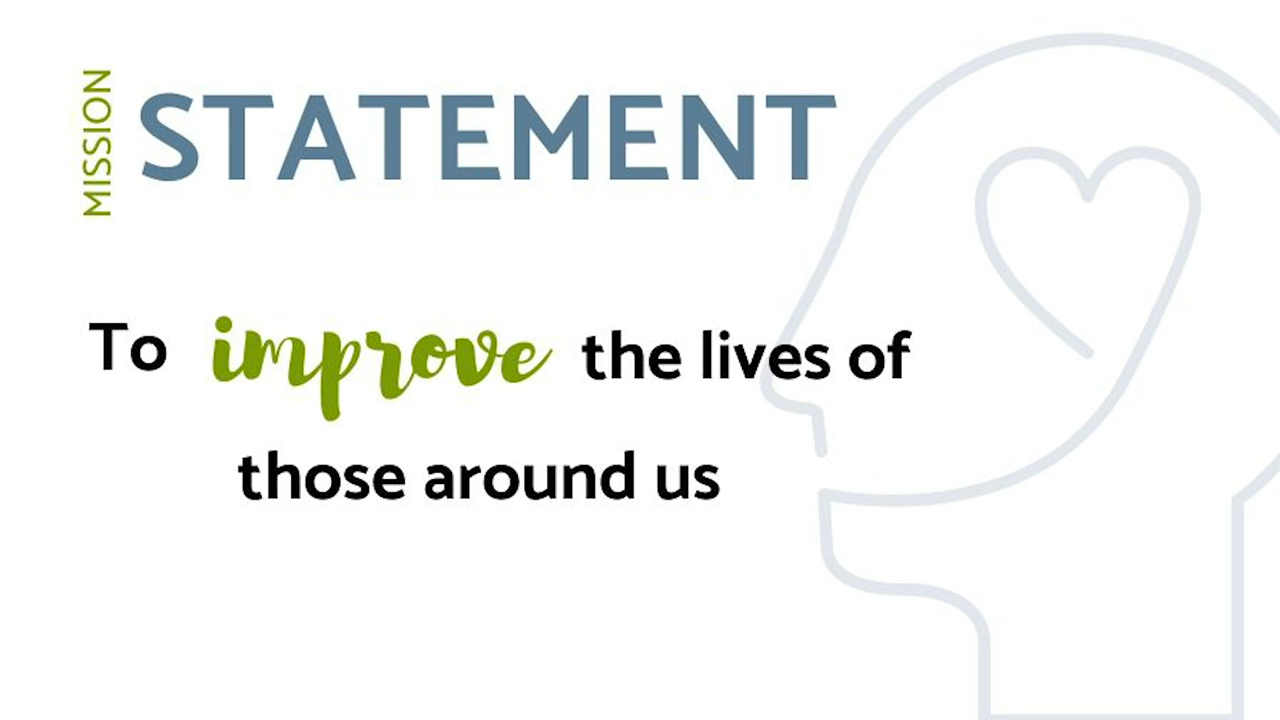 MISSION
STATEMENT
To improve the lives of
those around us